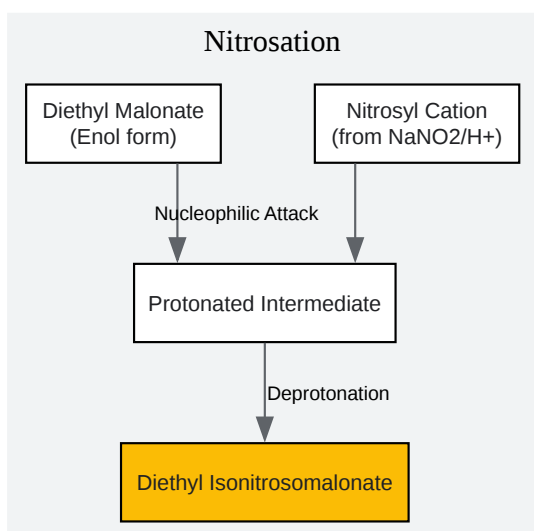 Nitrosation
Diethyl Malonate
(Enol form)
Nitrosyl Cation
(from NaNO2/H+)
Nucleophilic Attack
Protonated Intermediate
Deprotonation
Diethyl Isonitrosomalonate